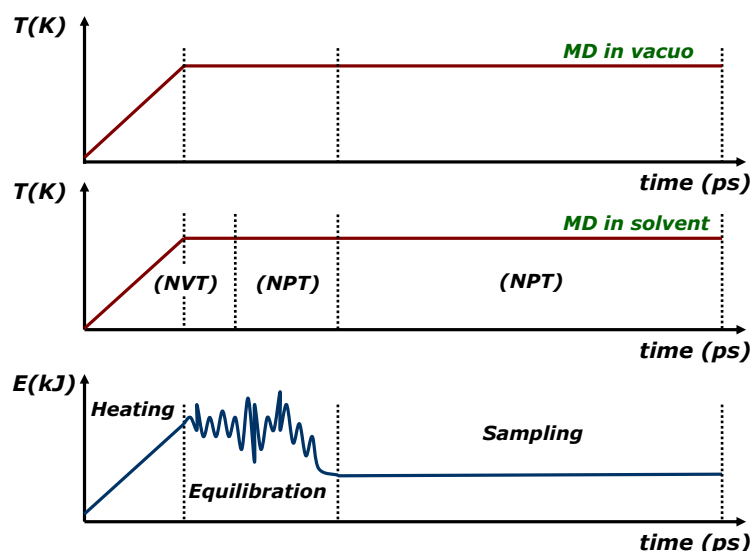 T(K)
MD in vacuo
time (ps)
T(K)
MD in solvent
(NVT)
(NPT)
(NPT)
time (ps)
E(kJ)
Heating
Sampling
Equilibration
time (ps)